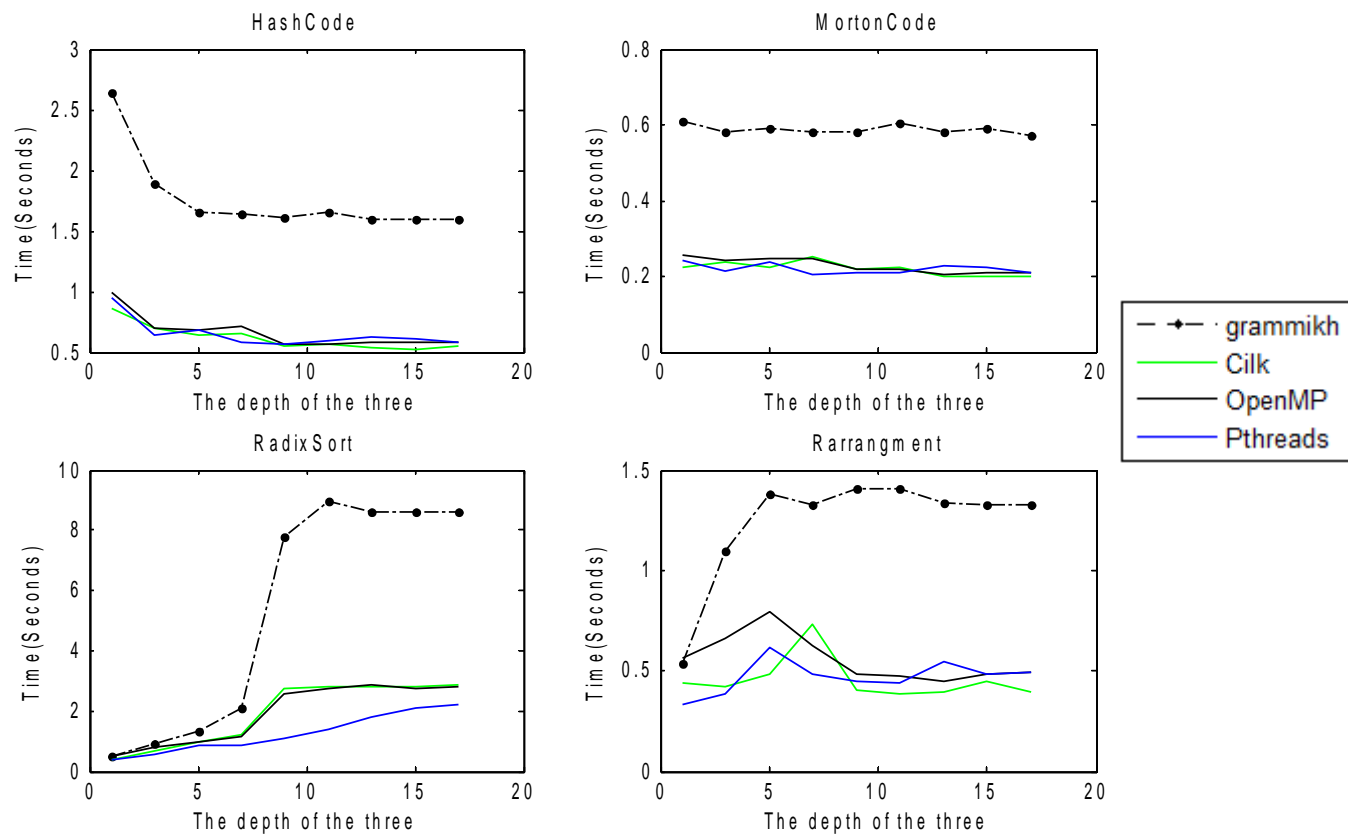 HashCode
3
2.5
2
1.5
1
0.5
0
5
10
15
20
Time(Seconds)
The depth of the three
MortonCode
0.8
0.6
0.4
0.2
0
0
5
10
15
20
Time(Seconds)
The depth of the three
RadixSort
10
8
6
4
2
0
0
5
10
15
20
Time(Seconds)
The depth of the three
Rarrangment
1.5
1
0.5
0
0
5
10
15
20
Time(Seconds)
The depth of the three
grammikh
Cilk
OpenMP
Pthreads